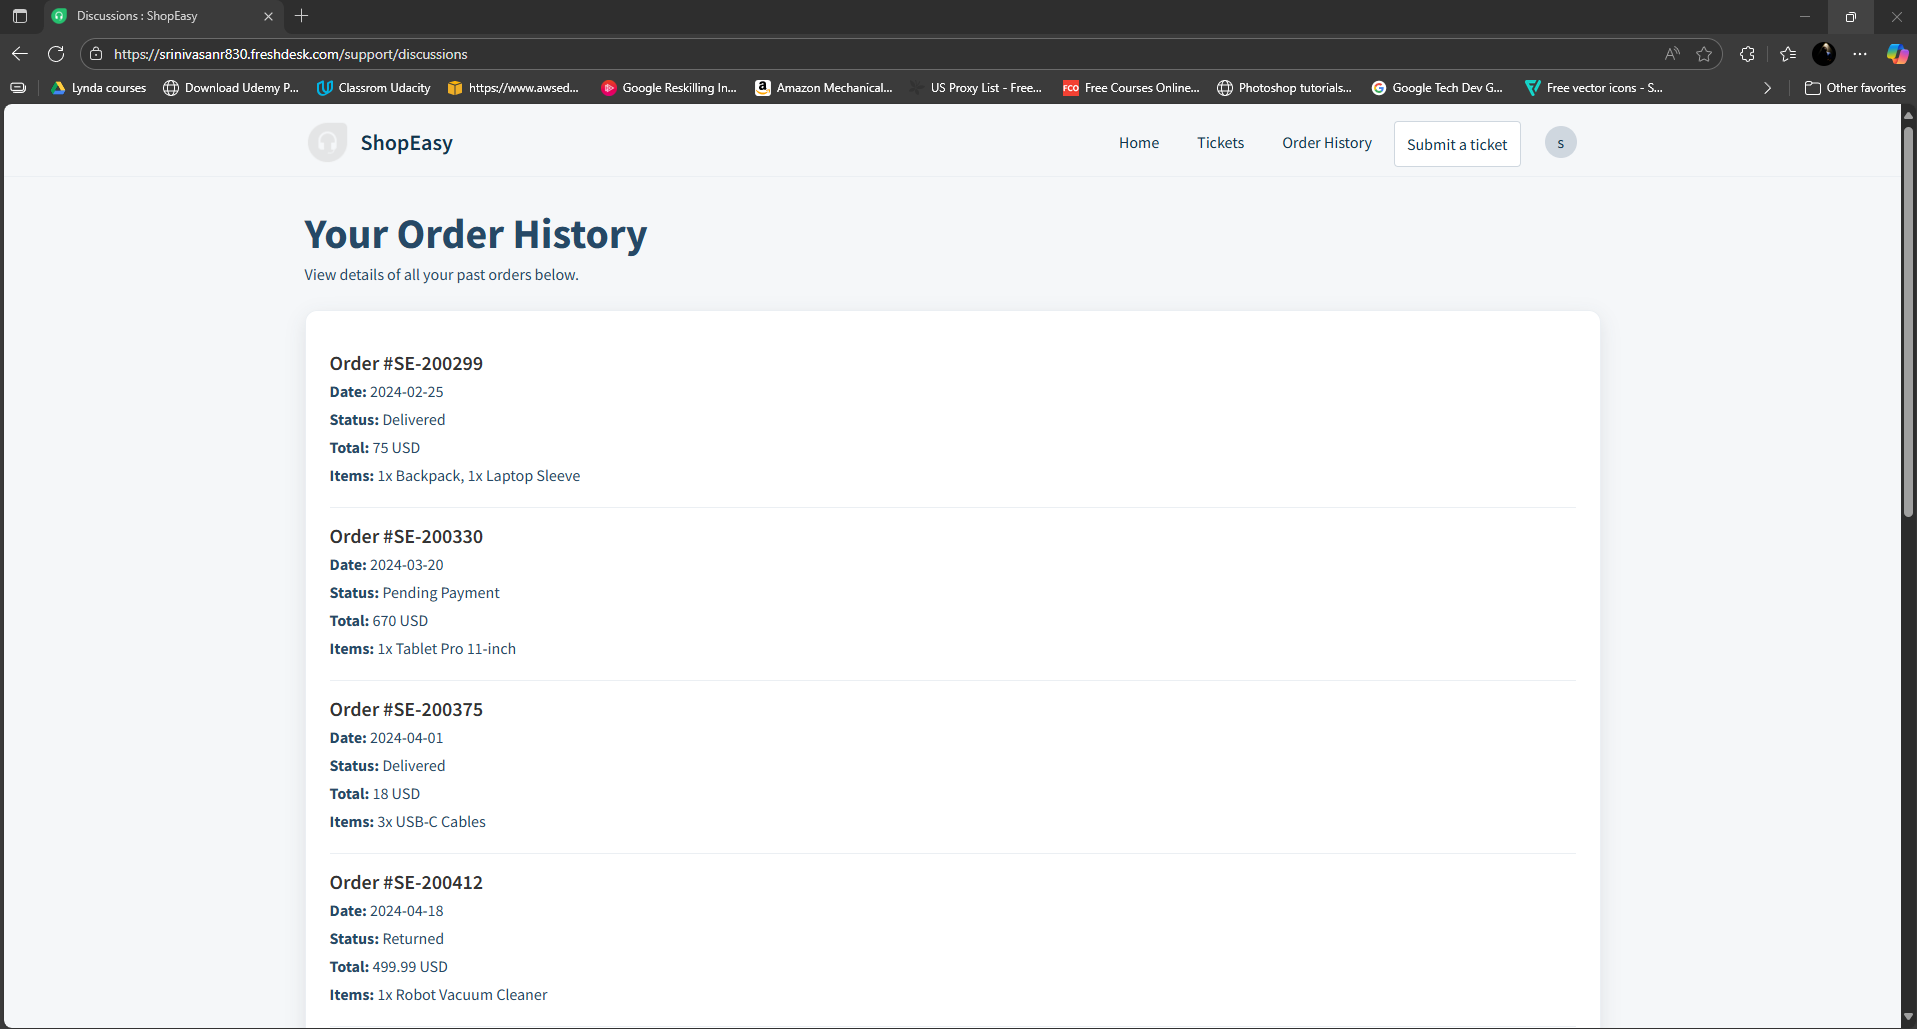 Discussions : ShopEasy
https://srinivasanr830.freshdesk.com/support/discussions
Lynda courses
Download Udemy P...
Classrom Udacity
https://www.awsed...
Google Reskilling In...
Amazon Mechanical...
US Proxy List - Free...
FCO
Free Courses Online...
Photoshop tutorials...
Google Tech Dev G...
Free vector icons - S...
Other favorites
ShopEasy
Home
Tickets
Order History
Submit a ticket
s
Your Order History
View details of all your past orders below.
Order #SE-200299
Date: 2024-02-25
Status: Delivered
Total: 75 USD
Items: 1x Backpack, 1x Laptop Sleeve
Order #SE-200330
Date: 2024-03-20
Status: Pending Payment
Total: 670 USD
Items: 1x Tablet Pro 11-inch
Order #SE-200375
Date: 2024-04-01
Status: Delivered
Total: 18 USD
Items: 3x USB-C Cables
Order #SE-200412
Date: 2024-04-18
Status: Returned
Total: 499.99 USD
Items: 1x Robot Vacuum Cleaner